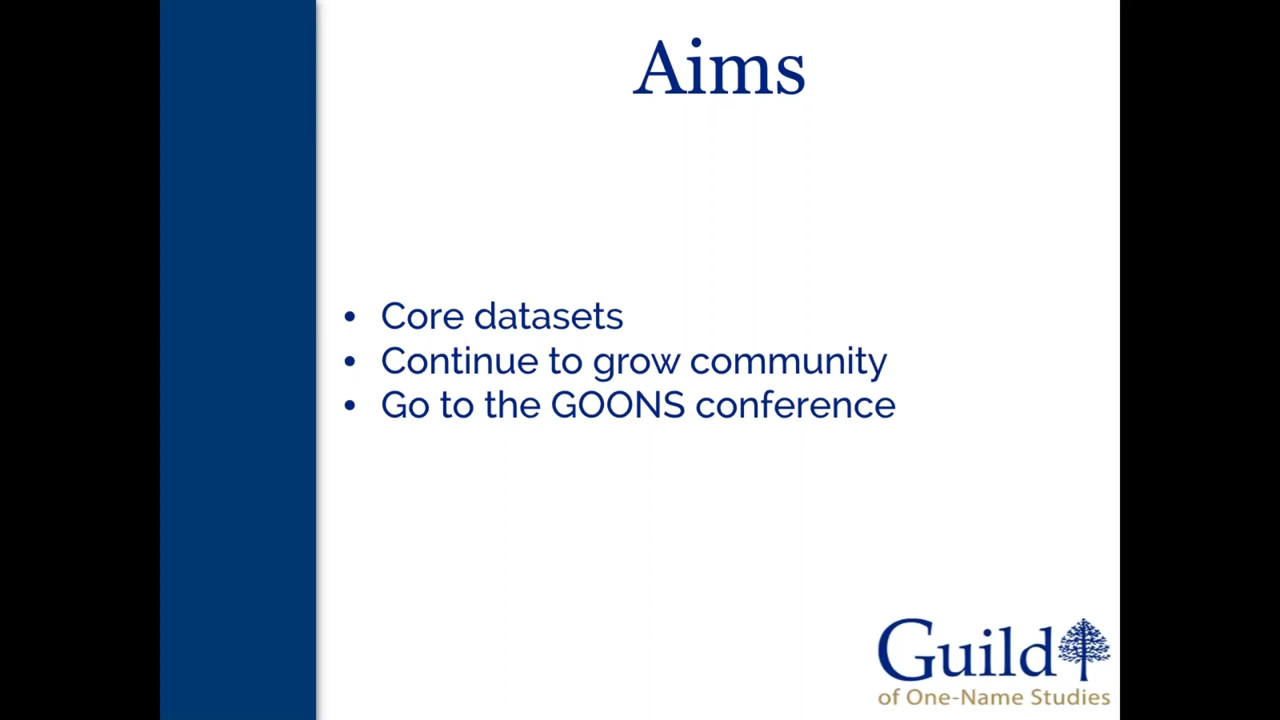 Aims
• Core datasets
• Continue to grow community
• Go to the GOONS conference
Guild
of One-Name Studies